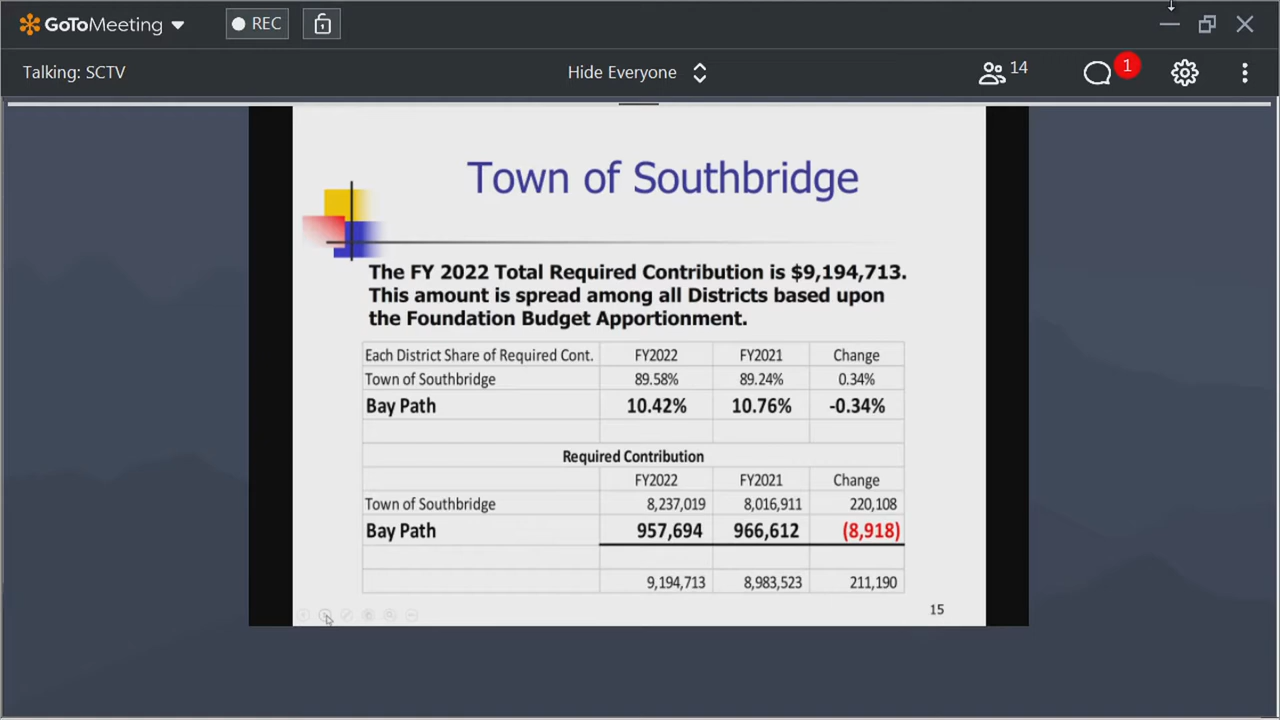 GoToMeeting REC
Talking: SCTV Hide Everyone 14 1
Town of Southbridge
The FY 2022 Total Required Contribution is $9,194,713.
This amount is spread among all Districts based upon
the Foundation Budget Apportionment.
Each District Share of Required Cont. FY2022 FY2021 Change
Town of Southbridge 89.58% 89.24% 0.34%
Bay Path 10.42% 10.76% -0.34%
Required Contribution
FY2022 FY2021 Change
Town of Southbridge 8,237,019 8,016,911 220,108
Bay Path 957,694 966,612 (8,918)
9,194,713 8,983,523 211,190
15